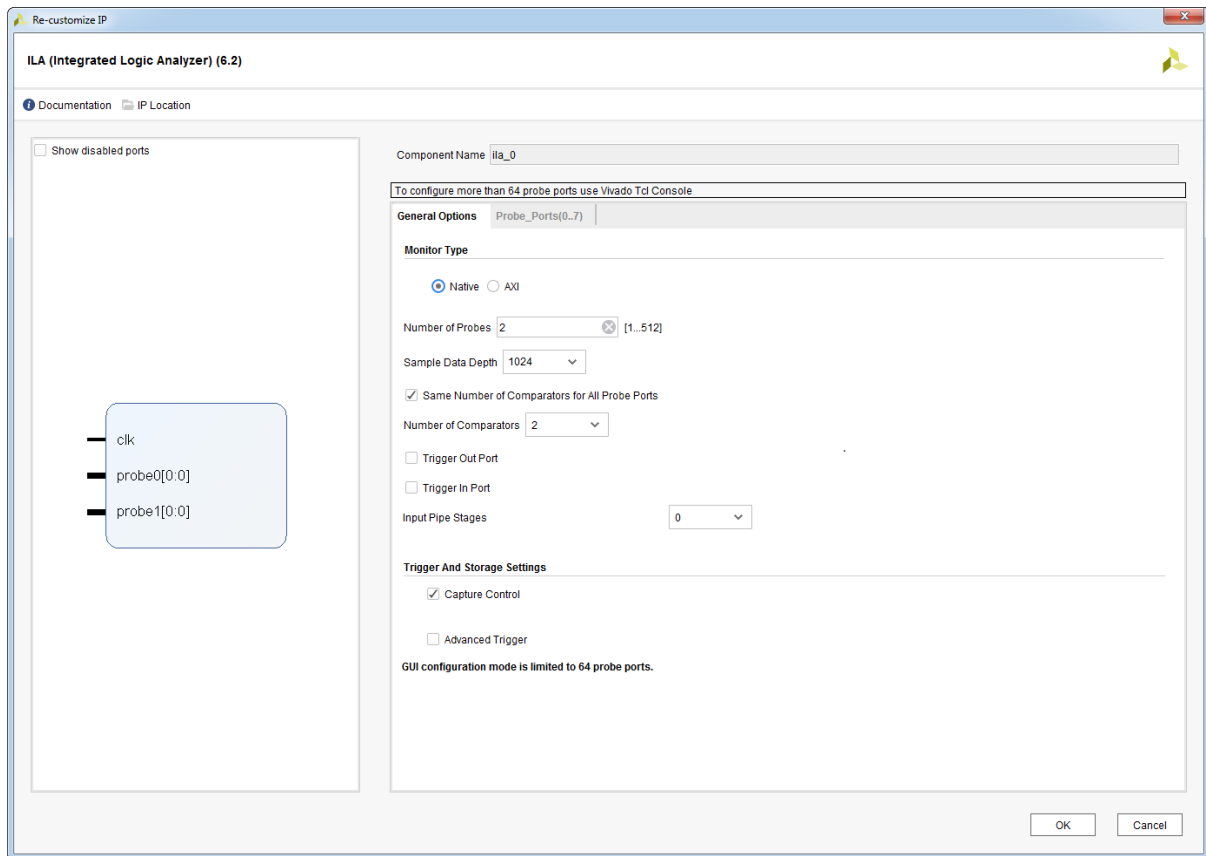 Re-customize IP
ILA (Integrated Logic Analyzer) (6.2)
Documentation IP Location
Show disabled ports
clk
probe0[0:0]
probe1[0:0]
Component Name ila_0
To configure more than 64 probe ports use Vivado Tcl Console
General Options Probe_Ports(0..7)
Monitor Type
Native AXI
Number of Probes 2 [1...512]
Sample Data Depth 1024
Same Number of Comparators for All Probe Ports
Number of Comparators 2
Trigger Out Port
Trigger In Port
Input Pipe Stages 0
Trigger And Storage Settings
Capture Control
Advanced Trigger
GUI configuration mode is limited to 64 probe ports.
OK Cancel